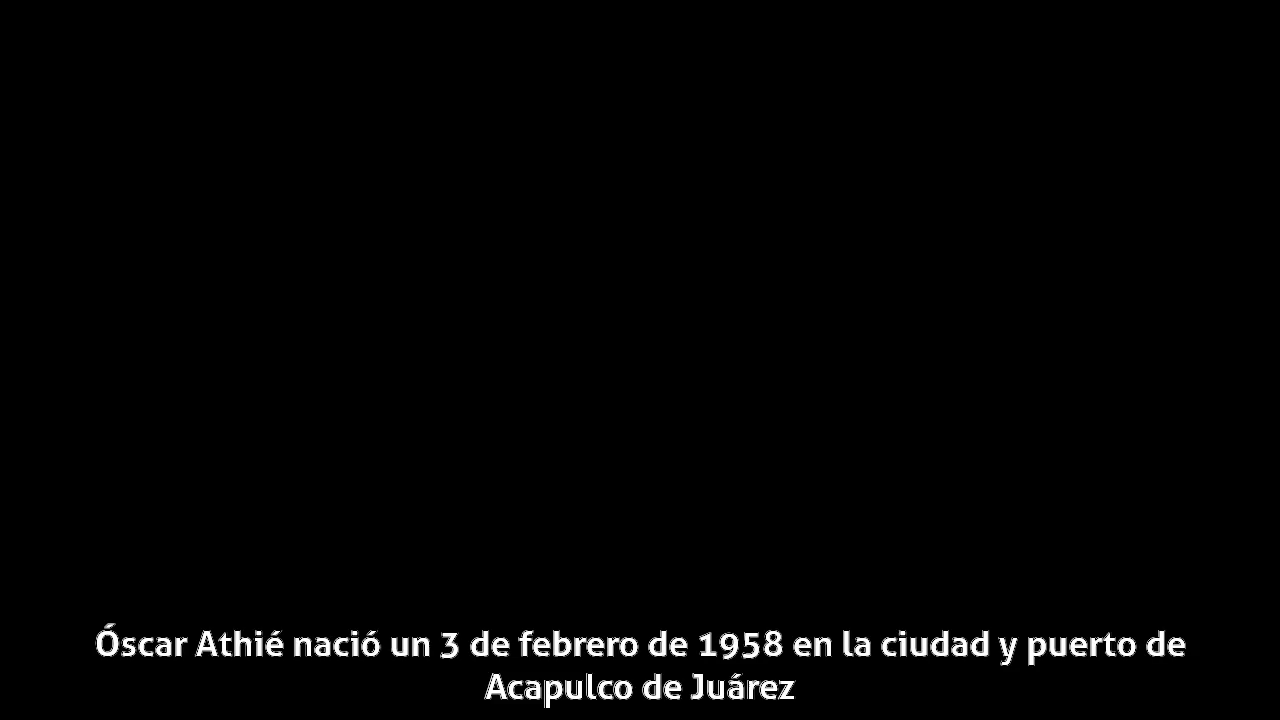 Óscar Athié nació un 3 de febrero de 1958 en la ciudad y puerto de
Acapulco de Juárez